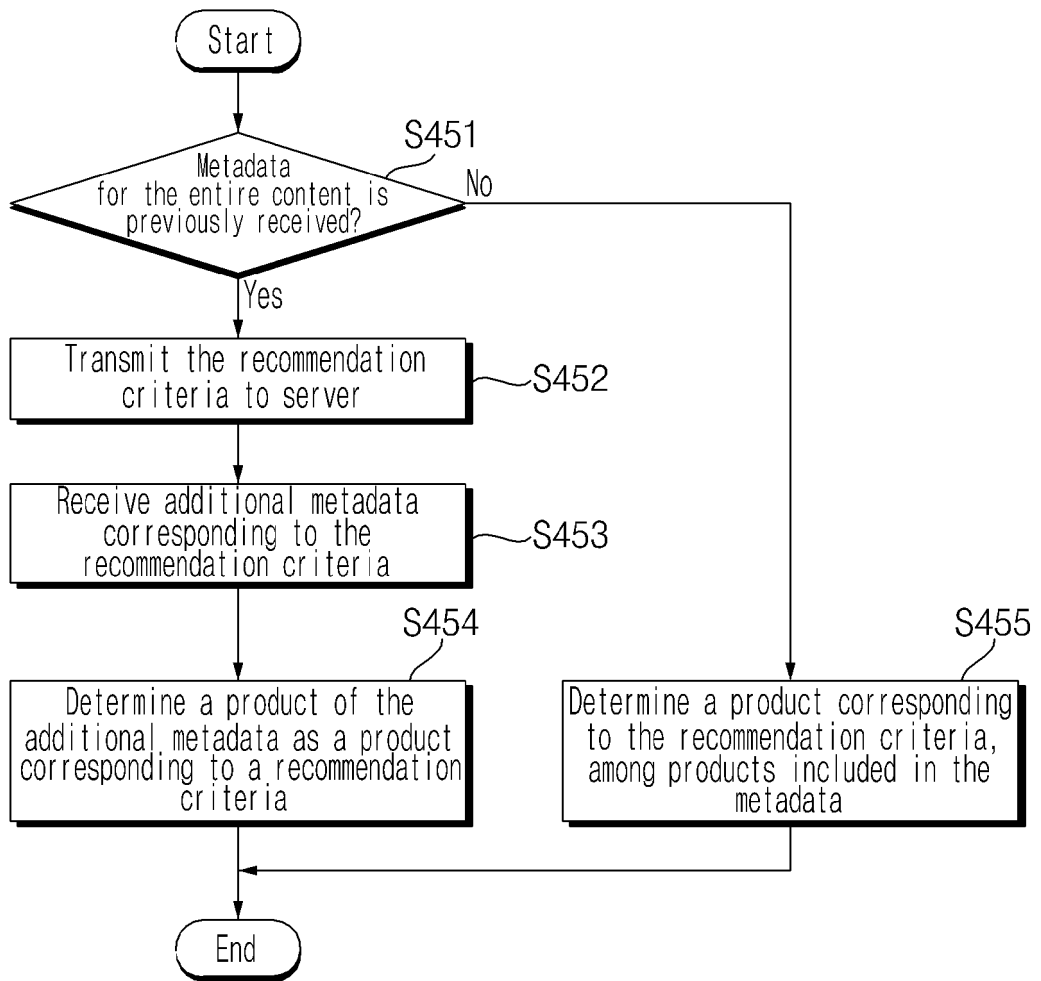 Start
S451
Metadata
for the entire content is
previously received?
No
Yes
Transmit the recommendation
criteria to server
S452
Receive additional metadada
corresponding to the
recommendation criteria
S453
S454
Determine a product of the
additional metadata as a product
corresponding to a recommendation
criteria
S455
Determine a product corresponding
to the recommendation criteria,
among products included in the
metadata
End